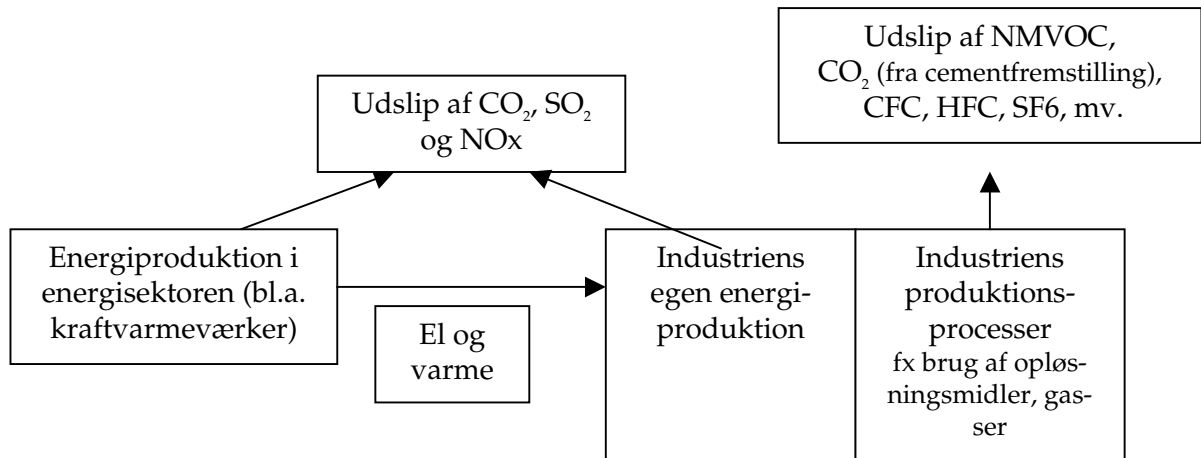 Udslip af NMVOC,
CO₂ (fra cementfremstilling),
CFC, HFC, SF6, mv.
Udslip af CO₂, SO₂
og NOx
Energiproduktion i
energisektoren (bl.a.
kraftvarmeværker)
El og
varme
Industriens
egen energi-
produktion
Industriens
produktions-
processer
fx brug af opløs-
ningsmidler, gas-
ser